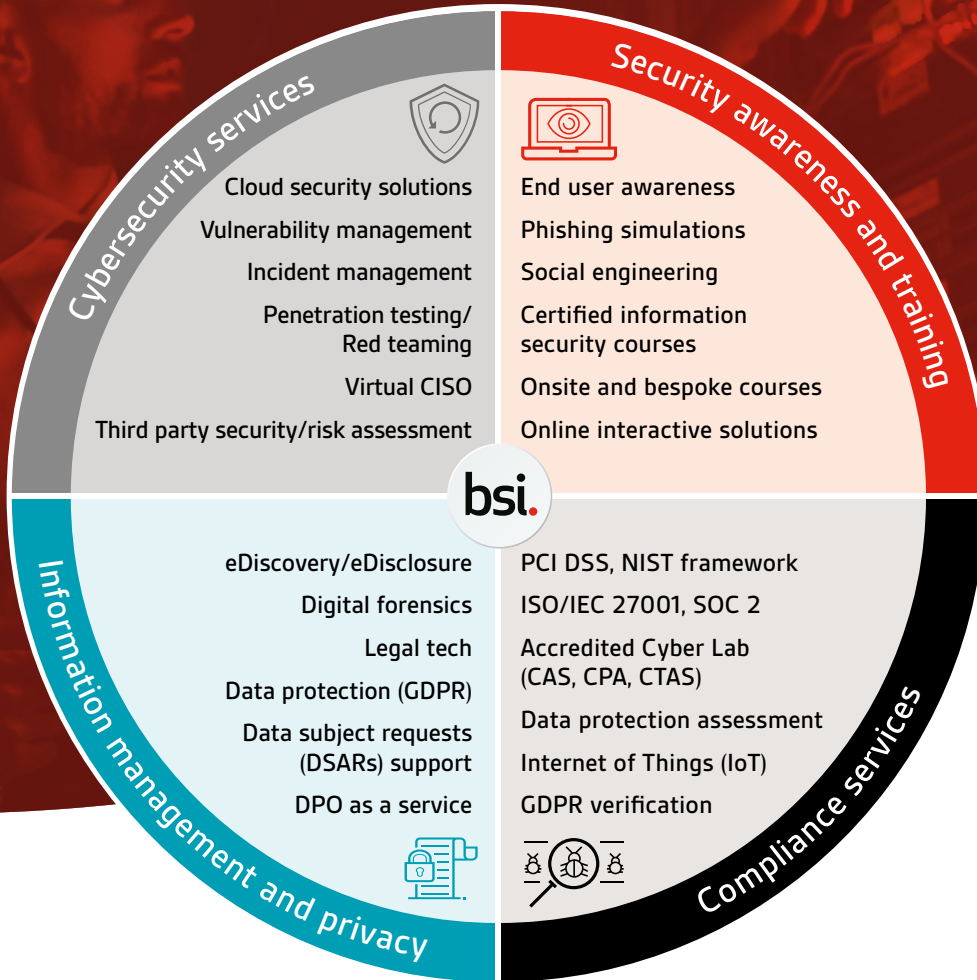 Cybersecurity services
Cloud security solutions
Vulnerability management
Incident management
Penetration testing/
Red teaming
Virtual CISO
Third party security/risk assessment
Security awareness and training
End user awareness
Phishing simulations
Social engineering
Certified information
security courses
Onsite and bespoke courses
Online interactive solutions
bsi.
Information management and privacy
eDiscovery/eDisclosure
Digital forensics
Legal tech
Data protection (GDPR)
Data subject requests
(DSARs) support
DPO as a service
Compliance services
PCI DSS, NIST framework
ISO/IEC 27001, SOC 2
Accredited Cyber Lab
(CAS, CPA, CTAS)
Data protection assessment
Internet of Things (IoT)
GDPR verification